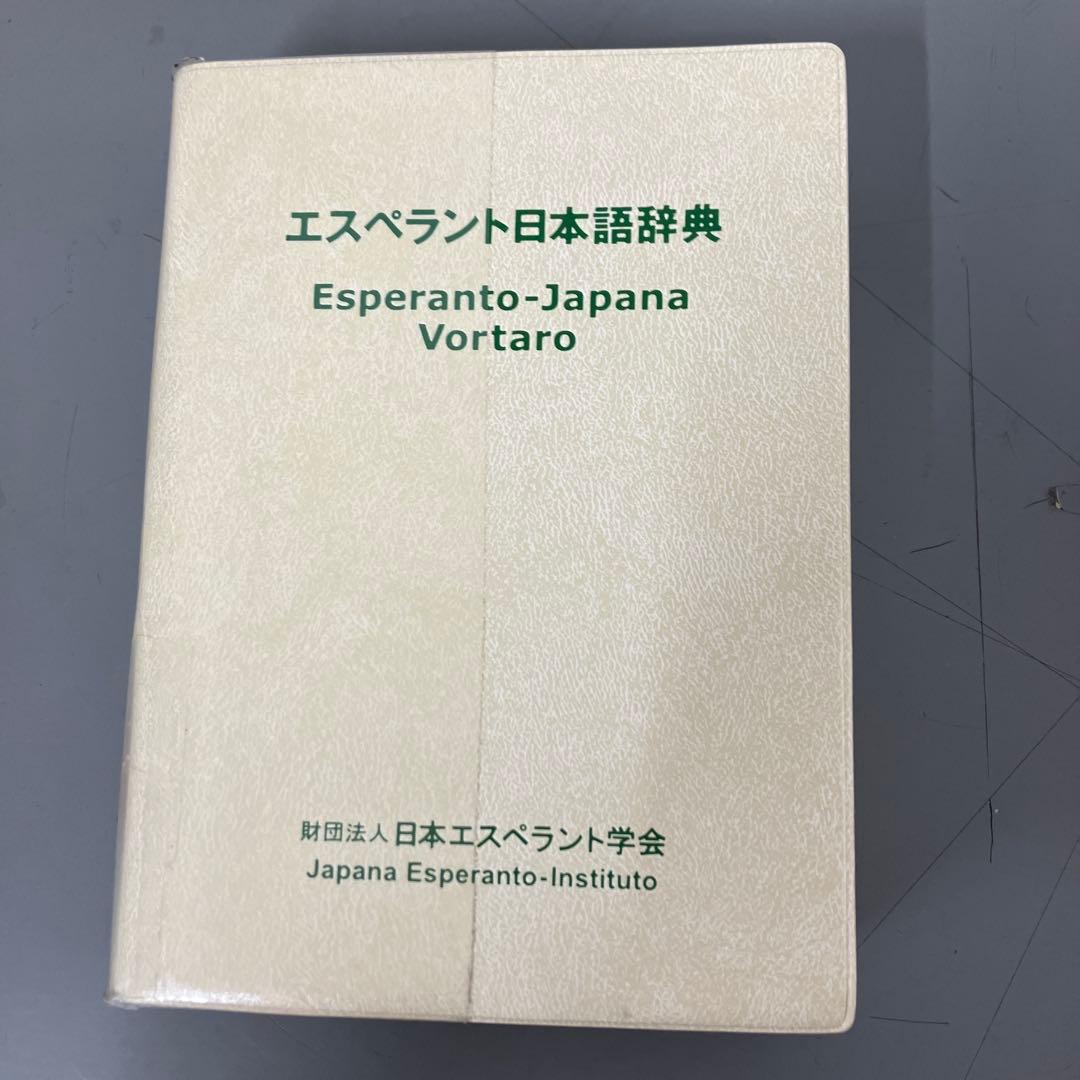 エスペラント日本語辞典
Esperanto-Japana
Vortaro
財団法人日本エスペラント学会
Japana Esperanto-Instituto